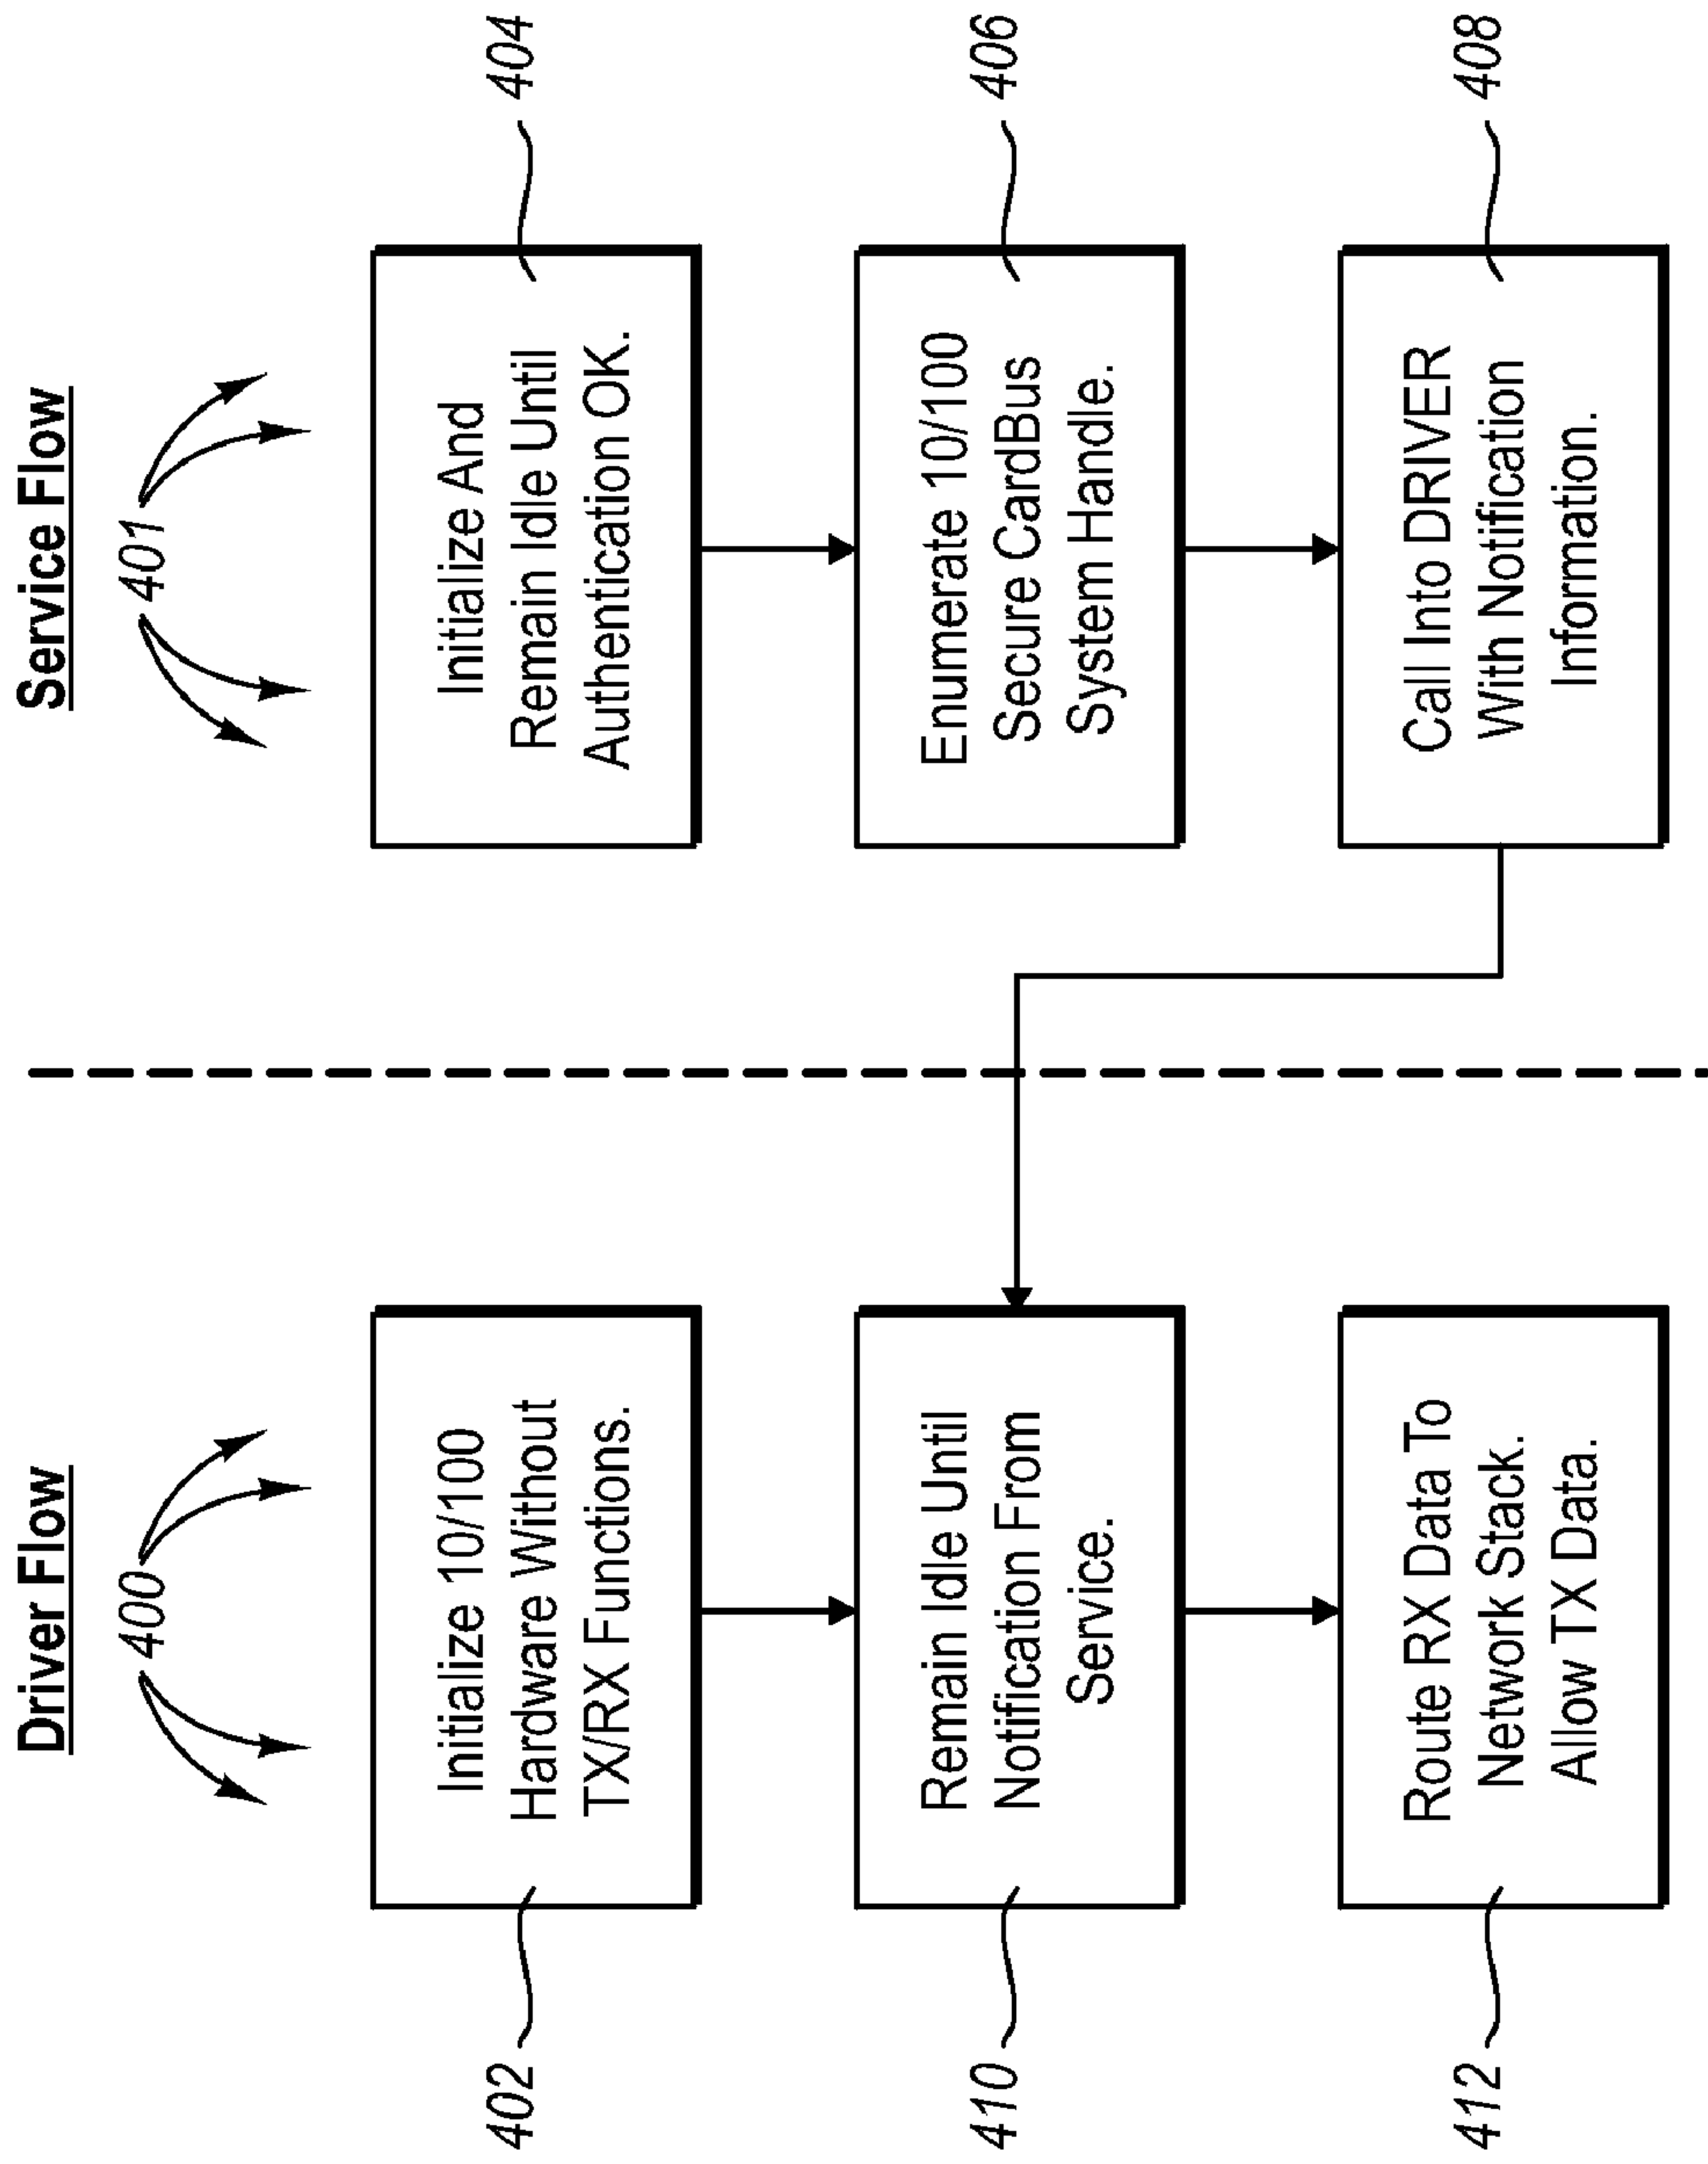 Driver Flow
400
402
Initialize 10/100
Hardware Without
TX/RX Functions.
410
Remain Idle Until
Notification From
Service.
412
Route RX Data To
Network Stack.
Allow TX Data.
Service Flow
401
Initialize And
Remain Idle Until
Authentication OK.
404
Enumerate 10/100
Secure CardBus
System Handle.
406
Call Into DRIVER
With Notification
Information.
408